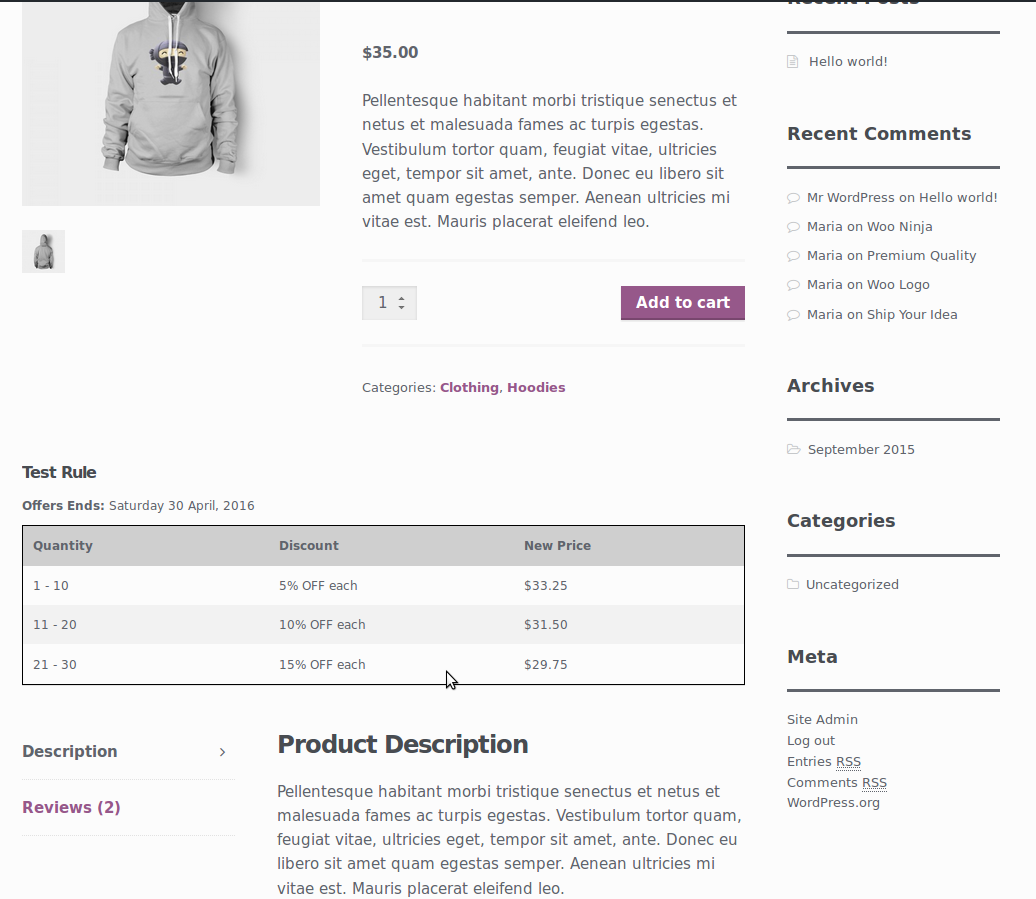 $35.00
Pellentesque habitant morbi tristique senectus et
netus et malesuada fames ac turpis egestas.
Vestibulum tortor quam, feugiat vitae, ultricies
eget, tempor sit amet, ante. Donec eu libero sit
amet quam egestas semper. Aenean ultricies mi
vitae est. Mauris placerat eleifend leo.
1
Add to cart
Categories: Clothing, Hoodies
Test Rule
Offers Ends: Saturday 30 April, 2016
Quantity Discount New Price
1 - 10 5% OFF each $33.25
11 - 20 10% OFF each $31.50
21 - 30 15% OFF each $29.75
Description
Reviews (2)
Product Description
Pellentesque habitant morbi tristique senectus et netus et
malesuada fames ac turpis egestas. Vestibulum tortor quam,
feugiat vitae, ultricies eget, tempor sit amet, ante. Donec eu
libero sit amet quam egestas semper. Aenean ultricies mi
vitae est. Mauris placerat eleifend leo.
Recent Posts
Hello world!
Recent Comments
Mr WordPress on Hello world!
Maria on Woo Ninja
Maria on Premium Quality
Maria on Woo Logo
Maria on Ship Your Idea
Archives
September 2015
Categories
Uncategorized
Meta
Site Admin
Log out
Entries RSS
Comments RSS
WordPress.org